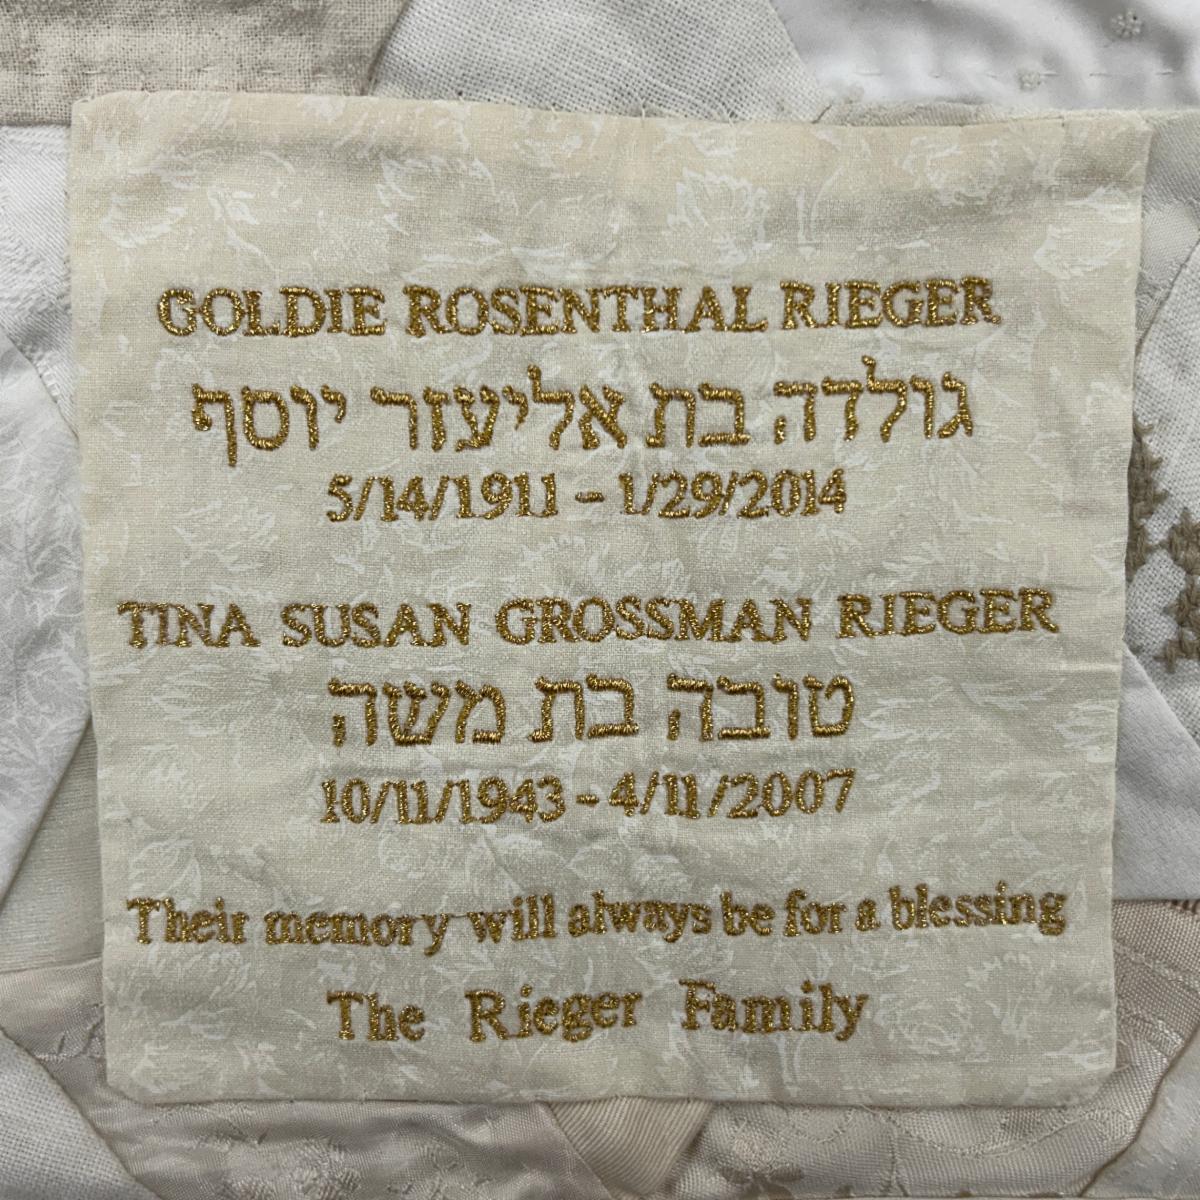 GOLDIE ROSENTHAL RIEGER
גולדה בת אליעזר יוסף
5/14/1911 - 1/29/2014
TINA SUSAN GROSSMAN RIEGER
טובה בת משה
10/11/1943 - 4/11/2007
Their memory will always be for a blessing
The Rieger Family